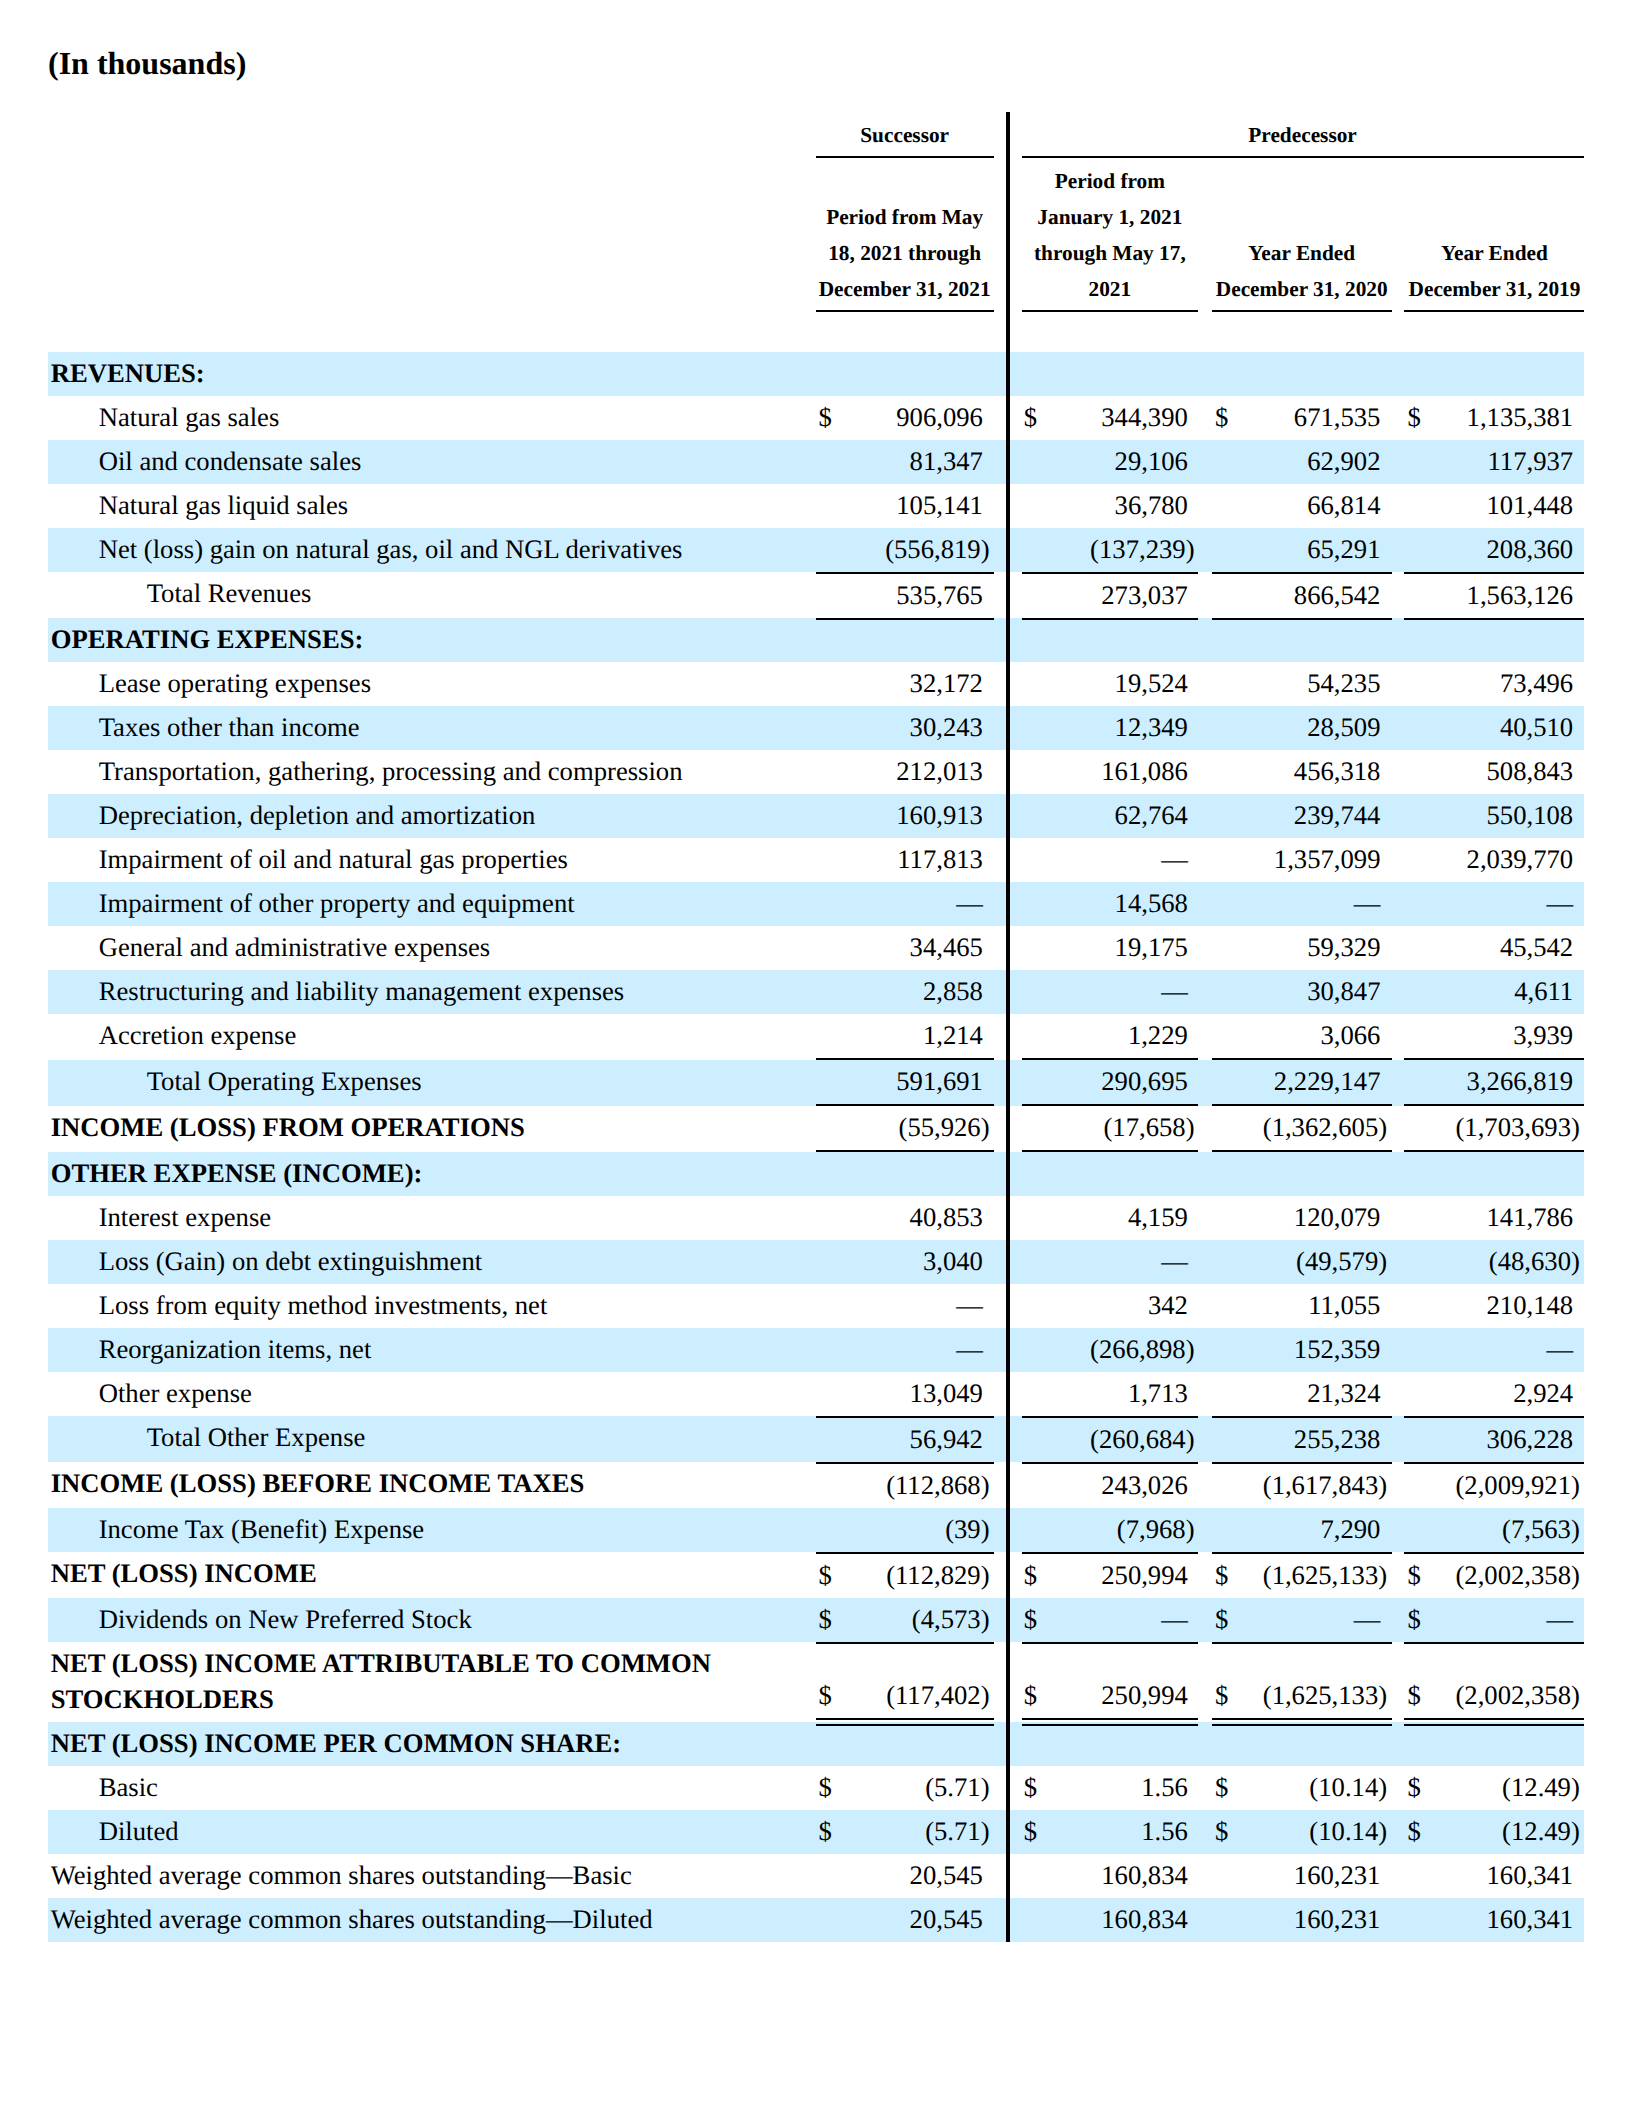 (In thousands)
Successor Predecessor
Period from May 18, 2021 through December 31, 2021 Period from January 1, 2021 through May 17, 2021 Year Ended December 31, 2020 Year Ended December 31, 2019
REVENUES:
Natural gas sales $ 906,096 $ 344,390 $ 671,535 $ 1,135,381
Oil and condensate sales 81,347 29,106 62,902 117,937
Natural gas liquid sales 105,141 36,780 66,814 101,448
Net (loss) gain on natural gas, oil and NGL derivatives (556,819) (137,239) 65,291 208,360
Total Revenues 535,765 273,037 866,542 1,563,126
OPERATING EXPENSES:
Lease operating expenses 32,172 19,524 54,235 73,496
Taxes other than income 30,243 12,349 28,509 40,510
Transportation, gathering, processing and compression 212,013 161,086 456,318 508,843
Depreciation, depletion and amortization 160,913 62,764 239,744 550,108
Impairment of oil and natural gas properties 117,813 — 1,357,099 2,039,770
Impairment of other property and equipment — 14,568 — —
General and administrative expenses 34,465 19,175 59,329 45,542
Restructuring and liability management expenses 2,858 — 30,847 4,611
Accretion expense 1,214 1,229 3,066 3,939
Total Operating Expenses 591,691 290,695 2,229,147 3,266,819
INCOME (LOSS) FROM OPERATIONS (55,926) (17,658) (1,362,605) (1,703,693)
OTHER EXPENSE (INCOME):
Interest expense 40,853 4,159 120,079 141,786
Loss (Gain) on debt extinguishment 3,040 — (49,579) (48,630)
Loss from equity method investments, net — 342 11,055 210,148
Reorganization items, net — (266,898) 152,359 —
Other expense 13,049 1,713 21,324 2,924
Total Other Expense 56,942 (260,684) 255,238 306,228
INCOME (LOSS) BEFORE INCOME TAXES (112,868) 243,026 (1,617,843) (2,009,921)
Income Tax (Benefit) Expense (39) (7,968) 7,290 (7,563)
NET (LOSS) INCOME $ (112,829) $ 250,994 $ (1,625,133) $ (2,002,358)
Dividends on New Preferred Stock $ (4,573) $ — $ — $ —
NET (LOSS) INCOME ATTRIBUTABLE TO COMMON
STOCKHOLDERS $ (117,402) $ 250,994 $ (1,625,133) $ (2,002,358)
NET (LOSS) INCOME PER COMMON SHARE:
Basic $ (5.71) $ 1.56 $ (10.14) $ (12.49)
Diluted $ (5.71) $ 1.56 $ (10.14) $ (12.49)
Weighted average common shares outstanding—Basic 20,545 160,834 160,231 160,341
Weighted average common shares outstanding—Diluted 20,545 160,834 160,231 160,341